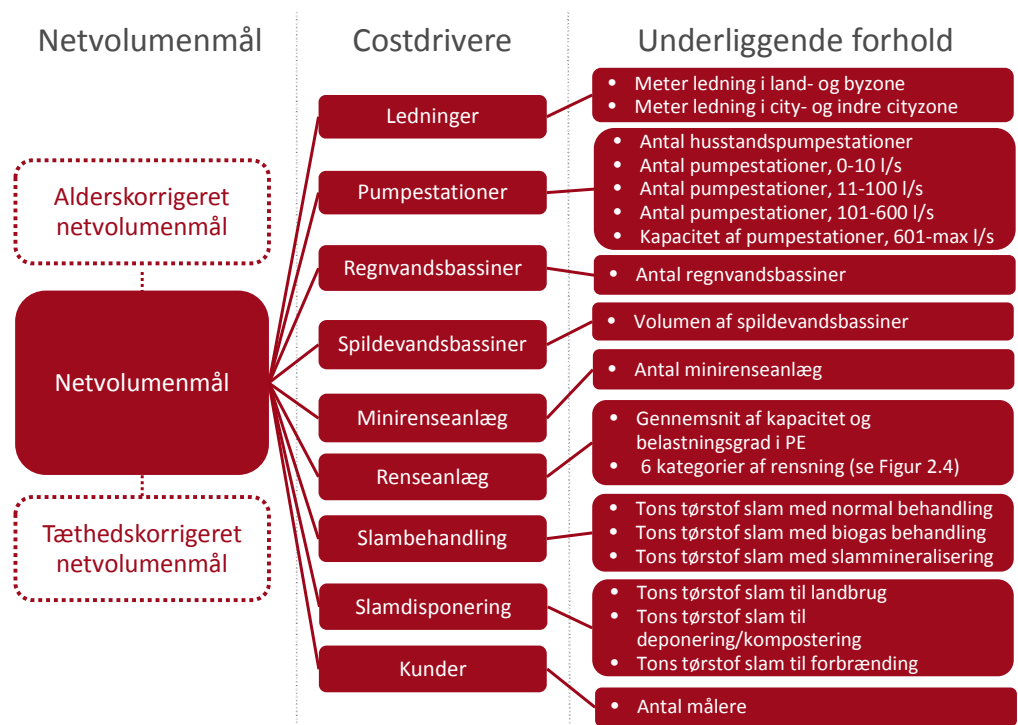 Netvolumenmål
Costdrivere
Underliggende forhold
Alderskorrigeret
netvolumenmål
Netvolumenmål
Tæthedskorrigeret
netvolumenmål
Ledninger
Pumpestationer
Regnvandsbassiner
Spildevandsbassiner
Minirenseanlæg
Renseanlæg
Slambehandling
Slamdisponering
Kunder
• Meter ledning i land- og byzone
• Meter ledning i city- og indre cityzone
• Antal husstandspumpestationer
• Antal pumpestationer, 0-10 l/s
• Antal pumpestationer, 11-100 l/s
• Antal pumpestationer, 101-600 l/s
• Kapacitet af pumpestationer, 601-max l/s
• Antal regnvandsbassiner
• Volumen af spildevandsbassiner
• Antal minirenseanlæg
• Gennemsnit af kapacitet og
belastningsgrad i PE
• 6 kategorier af rensning (se Figur 2.4)
• Tons tørstof slam med normal behandling
• Tons tørstof slam med biogas behandling
• Tons tørstof slam med slammineralisering
• Tons tørstof slam til landbrug
• Tons tørstof slam til
deponering/kompostering
• Tons tørstof slam til forbrænding
• Antal målere